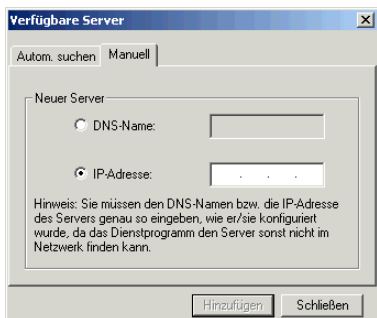 Verfügbare Server
Autom. suchen
Manuell
Neuer Server
DNS-Name:
IP-Adresse:
Hinweis: Sie müssen den DNS-Namen bzw. die IP-Adresse
des Servers genau so eingeben, wie er/sie konfiguriert
wurde, da das Dienstprogramm den Server sonst nicht im
Netzwerk finden kann.
Hinzufügen
Schließen